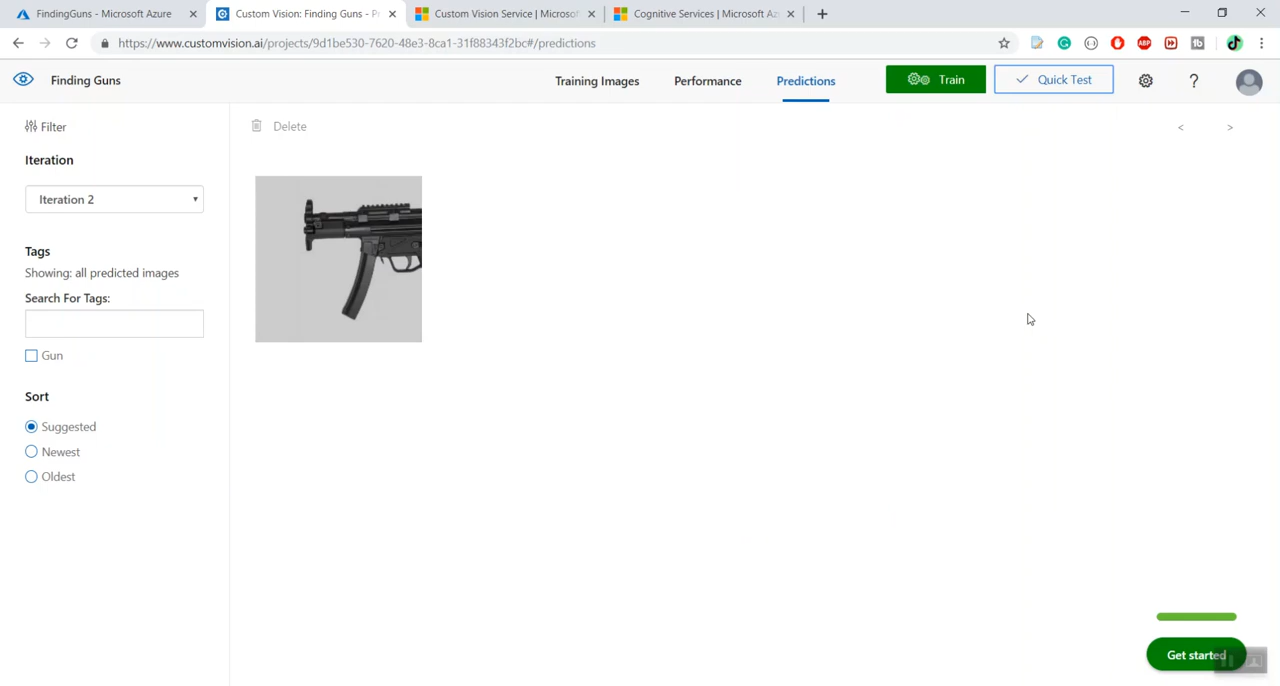 FindingGuns - Microsoft Azure
Custom Vision: Finding Guns - P
Custom Vision Service | Microsof
Cognitive Services | Microsoft Az
https://www.customvision.ai/projects/9d1be530-7620-48e3-8ca1-31f88343f2bc#/predictions
ABP
Finding Guns
Training Images
Performance
Predictions
Train
Quick Test
?
Filter
Delete
< >
Iteration
Iteration 2
Tags
Showing: all predicted images
Search For Tags:
Gun
Sort
Suggested
Newest
Oldest
Get started